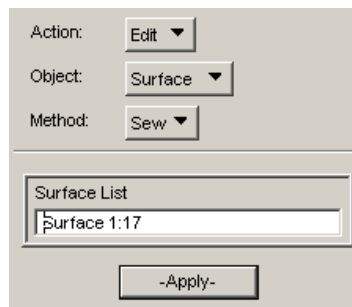 Action: Edit
Object: Surface
Method: Sew
Surface List
Surface 1:17
-Apply-